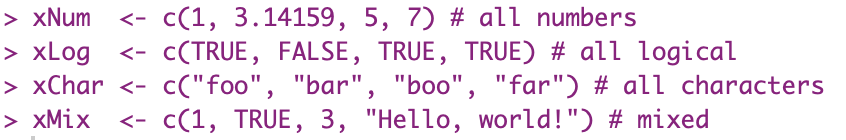 > xNum  <- c(1, 3.14159, 5, 7) # all numbers
> xLog  <- c(TRUE, FALSE, TRUE, TRUE) # all logical
> xChar <- c("foo", "bar", "boo", "far") # all characters
> xMix  <- c(1, TRUE, 3, "Hello, world!") # mixed